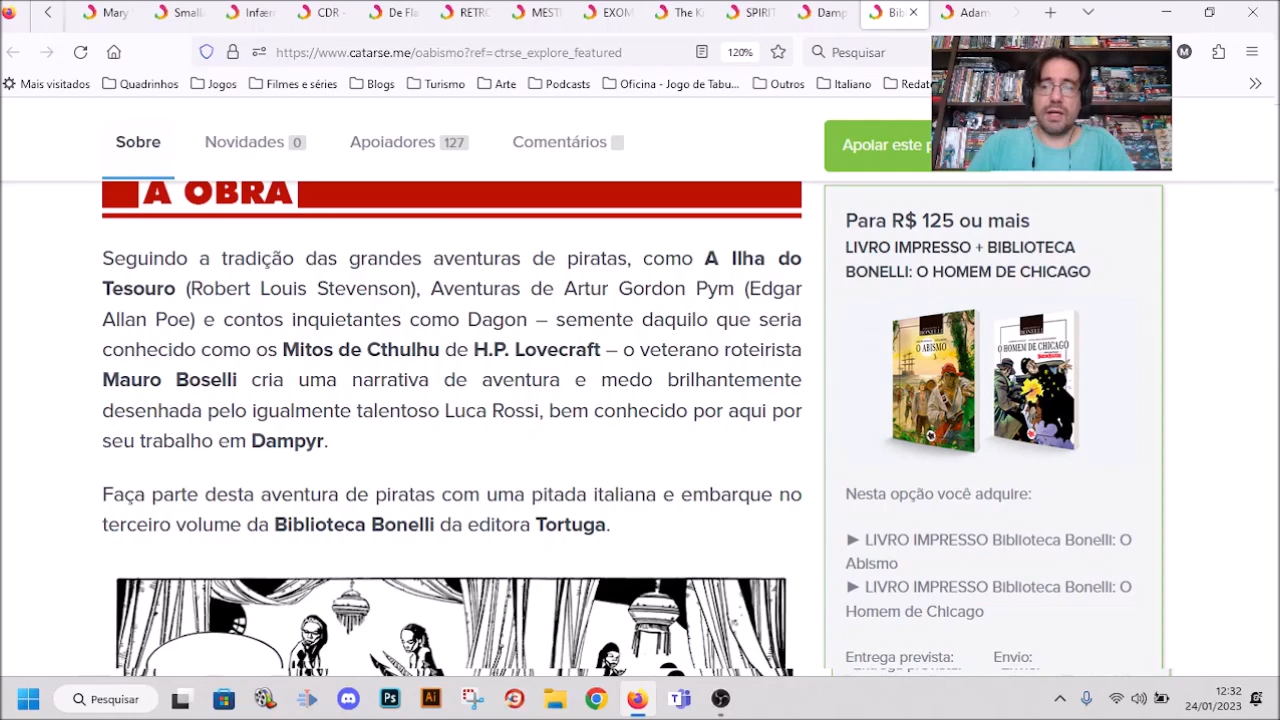 Mary
Small
Infær
CDR -
De Fla
RETRO
MEST
EXOM
The K
SPIRIT
Damp
Bib
Adam
ref=ctrse_explore_featured
120%
Pesquisar
M
Mais visitados
Quadrinhos
Jogos
Filmes e séries
Blogs
Turismo
Arte
Podcasts
Oficina - Jogo de Tabu...
Outros
Italiano
Redat
Sobre
Novidades 0
Apoiadores 127
Comentários
Apoiar este p
A OBRA
Seguindo a tradição das grandes aventuras de piratas, como A Ilha do
Tesouro (Robert Louis Stevenson), Aventuras de Artur Gordon Pym (Edgar
Allan Poe) e contos inquietantes como Dagon – semente daquilo que seria
conhecido como os Mitos de Cthulhu de H.P. Lovecraft – o veterano roteirista
Mauro Boselli cria uma narrativa de aventura e medo brilhantemente
desenhada pelo igualmente talentoso Luca Rossi, bem conhecido por aqui por
seu trabalho em Dampyr.
Faça parte desta aventura de piratas com uma pitada italiana e embarque no
terceiro volume da Biblioteca Bonelli da editora Tortuga.
Para R$ 125 ou mais
LIVRO IMPRESSO + BIBLIOTECA
BONELLI: O HOMEM DE CHICAGO
BONELLI
O ABISMO
BONELLI
O HOMEM DE CHICAGO
Nesta opção você adquire:
► LIVRO IMPRESSO Biblioteca Bonelli: O
Abismo
► LIVRO IMPRESSO Biblioteca Bonelli: O
Homem de Chicago
Entrega prevista:
Envio:
Pesquisar
12:32
24/01/2023